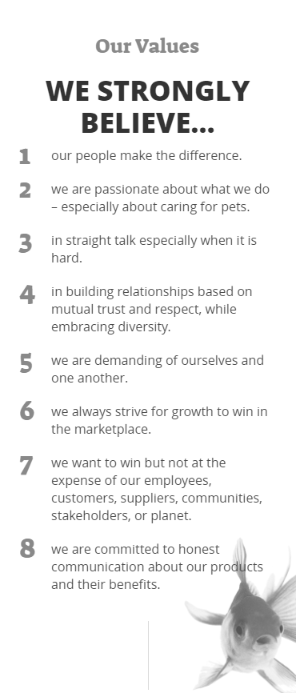 Our Values
WE STRONGLY
BELIEVE...
1 our people make the difference.
2 we are passionate about what we do
– especially about caring for pets.
3 in straight talk especially when it is
hard.
4 in building relationships based on
mutual trust and respect, while
embracing diversity.
5 we are demanding of ourselves and
one another.
6 we always strive for growth to win in
the marketplace.
7 we want to win but not at the
expense of our employees,
customers, suppliers, communities,
stakeholders, or planet.
8 we are committed to honest
communication about our products
and their benefits.